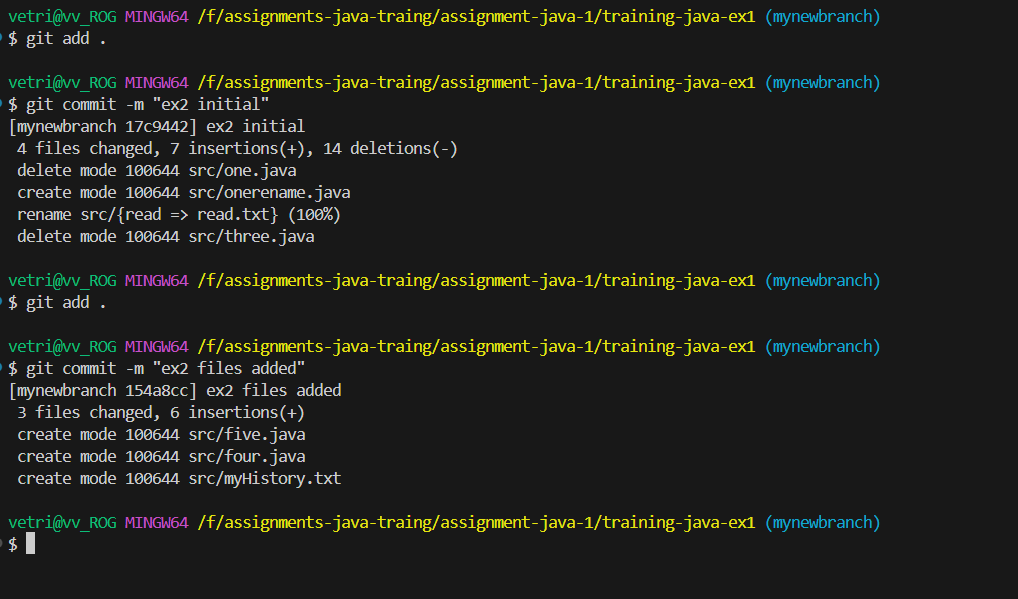 vetri@vv_ROG MINGW64 /f/assignments-java-traing/assignment-java-1/training-java-ex1 (mynewbranch)
$ git add .
vetri@vv_ROG MINGW64 /f/assignments-java-traing/assignment-java-1/training-java-ex1 (mynewbranch)
$ git commit -m "ex2 initial"
[mynewbranch 17c9442] ex2 initial
4 files changed, 7 insertions(+), 14 deletions(-)
delete mode 100644 src/one.java
create mode 100644 src/onerename.java
rename src/{read => read.txt} (100%)
delete mode 100644 src/three.java
vetri@vv_ROG MINGW64 /f/assignments-java-traing/assignment-java-1/training-java-ex1 (mynewbranch)
$ git add .
vetri@vv_ROG MINGW64 /f/assignments-java-traing/assignment-java-1/training-java-ex1 (mynewbranch)
$ git commit -m "ex2 files added"
[mynewbranch 154a8cc] ex2 files added
3 files changed, 6 insertions(+)
create mode 100644 src/five.java
create mode 100644 src/four.java
create mode 100644 src/myHistory.txt
vetri@vv_ROG MINGW64 /f/assignments-java-traing/assignment-java-1/training-java-ex1 (mynewbranch)
$